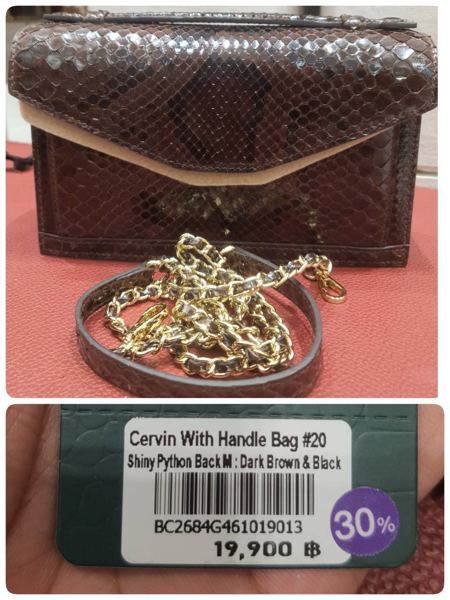 Cervin With Handle Bag #20
Shiny Python Back M : Dark Brown & Black
BC2684G461019013
19,900 ฿
30%